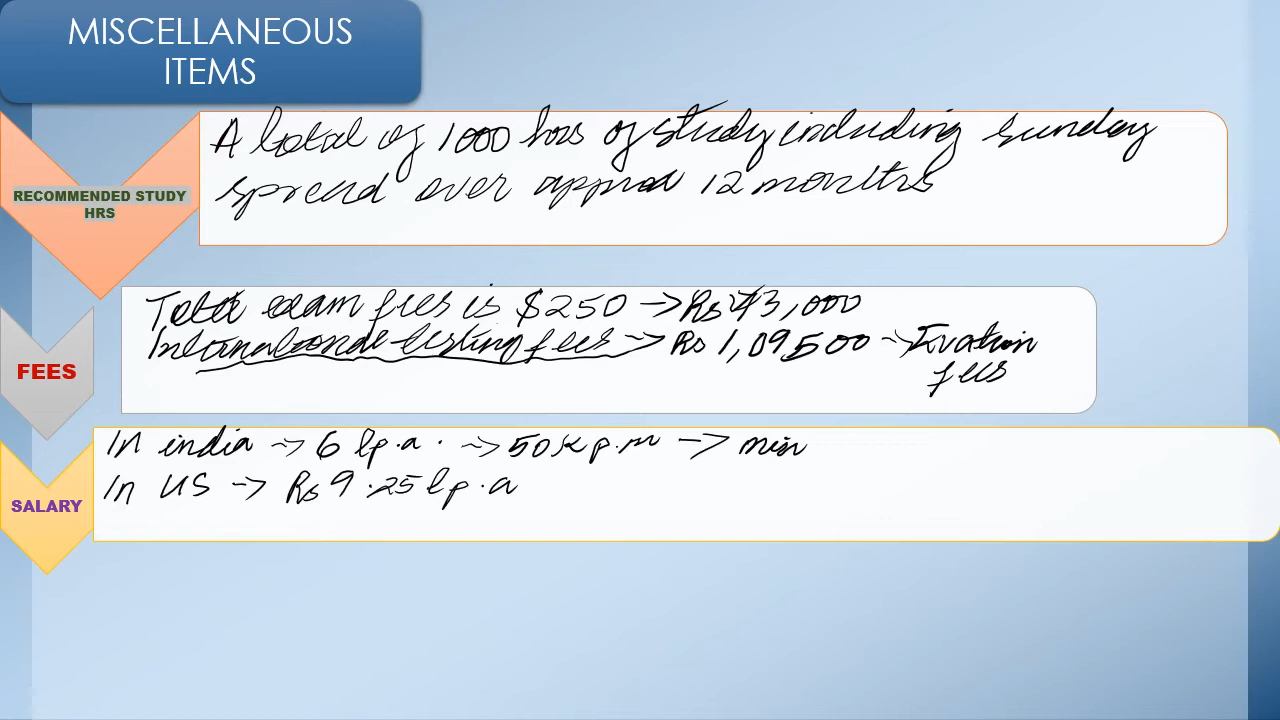 MISCELLANEOUS
ITEMS
RECOMMENDED STUDY
HRS
A total of 1000 hrs of study including sunday
spread over approx 12 months
FEES
Total exam fees is $250 → Rs 73,000
International testing fees → Rs 1,09,500 →
fees
SALARY
In india → 6 lp.a. → 50K p.m → min
In US → Rs 9.25 lp.a